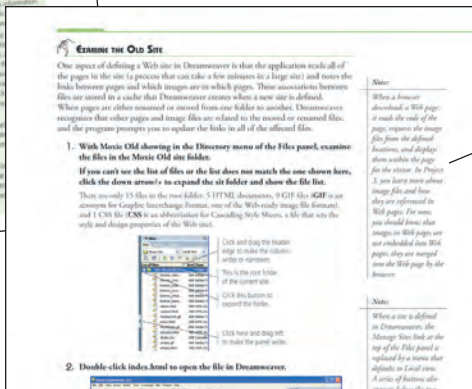 EXAMINE THE OLD SITE
One aspect of defining a Web site in Dreamweaver is that the application reads all of
the pages in the site (a process that can take a few minutes in a large site) and notes the
links between pages and which images are in which pages. These associations between
files are stored in a cache that Dreamweaver creates when a new site is defined.
When pages are either renamed or moved from one folder to another, Dreamweaver
recognizes that other pages and image files are related to the moved or renamed files,
and the program prompts you to update the links in all of the affected files.
1. With Moxie Old showing in the Directory menu of the Files panel, examine
the files in the Moxie Old site folder.
If you can't see the list of files or the list does not match the one shown here,
click the down arrow/+ to expand the sit folder and show the file list.
There are only 15 files in the root folder: 5 HTML documents, 9 GIF files (GIF is an
acronym for Graphic Interchange Format, one of the Web-ready image file formats),
and 1 CSS file (CSS is an abbreviation for Cascading Style Sheets, a file that sets the
style and design properties of the Web site).
Click and drag the header
edge to make the column
wider or narrower.
This is the root folder
of the current site.
Click this button to
expand the folder.
Click here and drag left
to make the panel wider.
2. Double-click index.html to open the file in Dreamweaver.
Note:
When a browser
downloads a Web page:
it reads the code of the
page, requests the image
files from the defined
locations, and displays
them within the page
for the visitor. In Project
3, you learn more about
image files and how
they are referenced in
Web pages. For now,
you should know that
images in Web pages are
not embedded into Web
pages; they are merged
into the Web page by the
browser.
Note:
When a site is defined
in Dreamweaver, the
Manage Sites link at the
top of the Files panel is
replaced by a menu that
defaults to Local view.
A series of buttons also